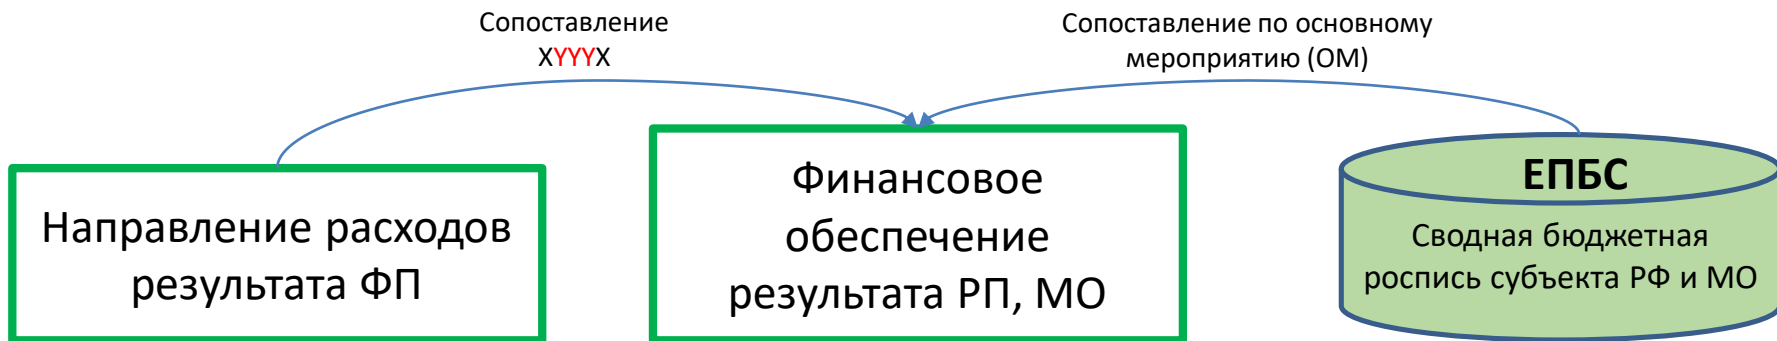 Сопоставление
XYYYX
Сопоставление по основному
мероприятию (ОМ)
Направление расходов
результата ФП
Финансовое
обеспечение
результата РП, МО
ЕПБС
Сводная бюджетная
роспись субъекта РФ и МО